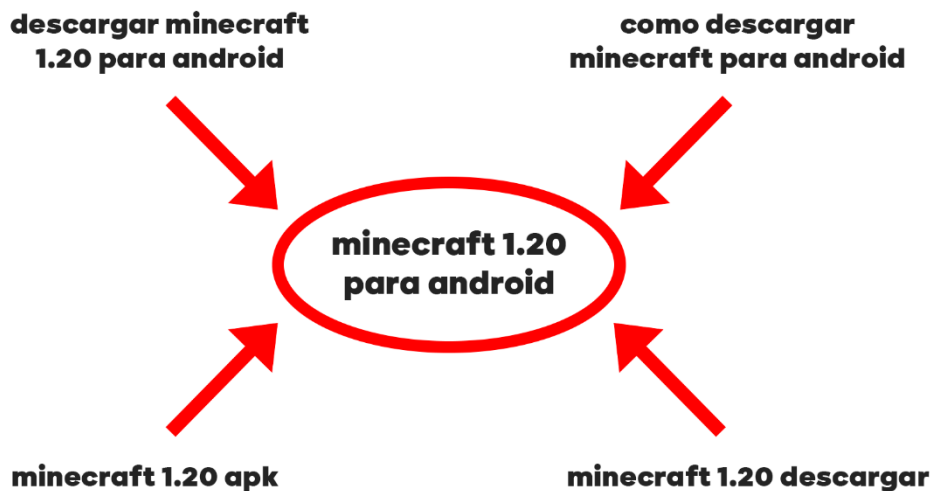 descargar minecraft
1.20 para android
como descargar
minecraft para android
minecraft 1.20
para android
minecraft 1.20 apk
minecraft 1.20 descargar